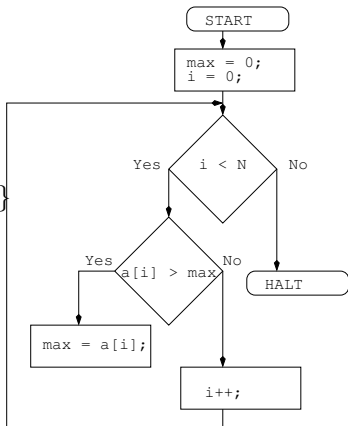 START
max = 0;
i = 0;
Yes
i < N
No
}
Yes
a[i] > max
No
HALT
max = a[i];
i++;